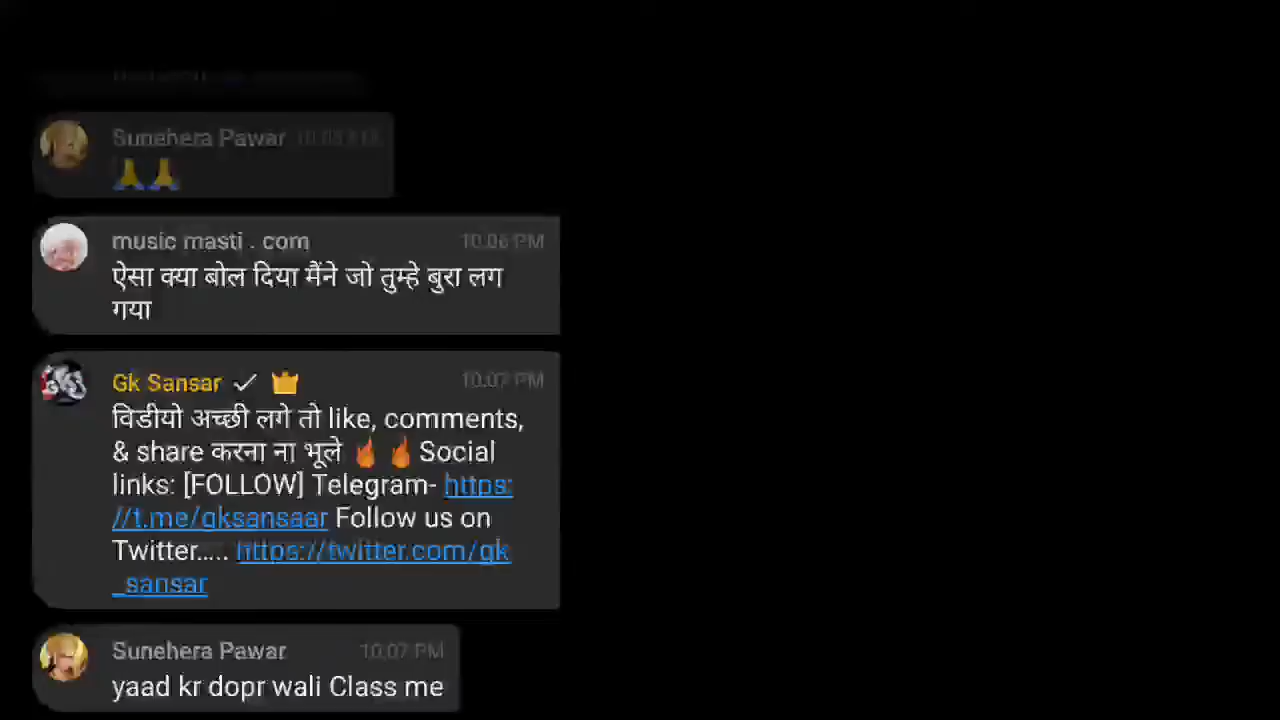 Sunehera Pawar
🙏🙏
music masti . com 10:06 PM
ऐसा क्या बोल दिया मैंने जो तुम्हे बुरा लग
गया
Gk Sansar 10:07 PM
विडीयो अच्छी लगे तो like, comments,
& share करना ना भूले 🔥🔥 Social
links: [FOLLOW] Telegram- https:
//t.me/gksansaar Follow us on
Twitter..... https://twitter.com/gk
_sansar
Sunehera Pawar 10:07 PM
yaad kr dopr wali Class me